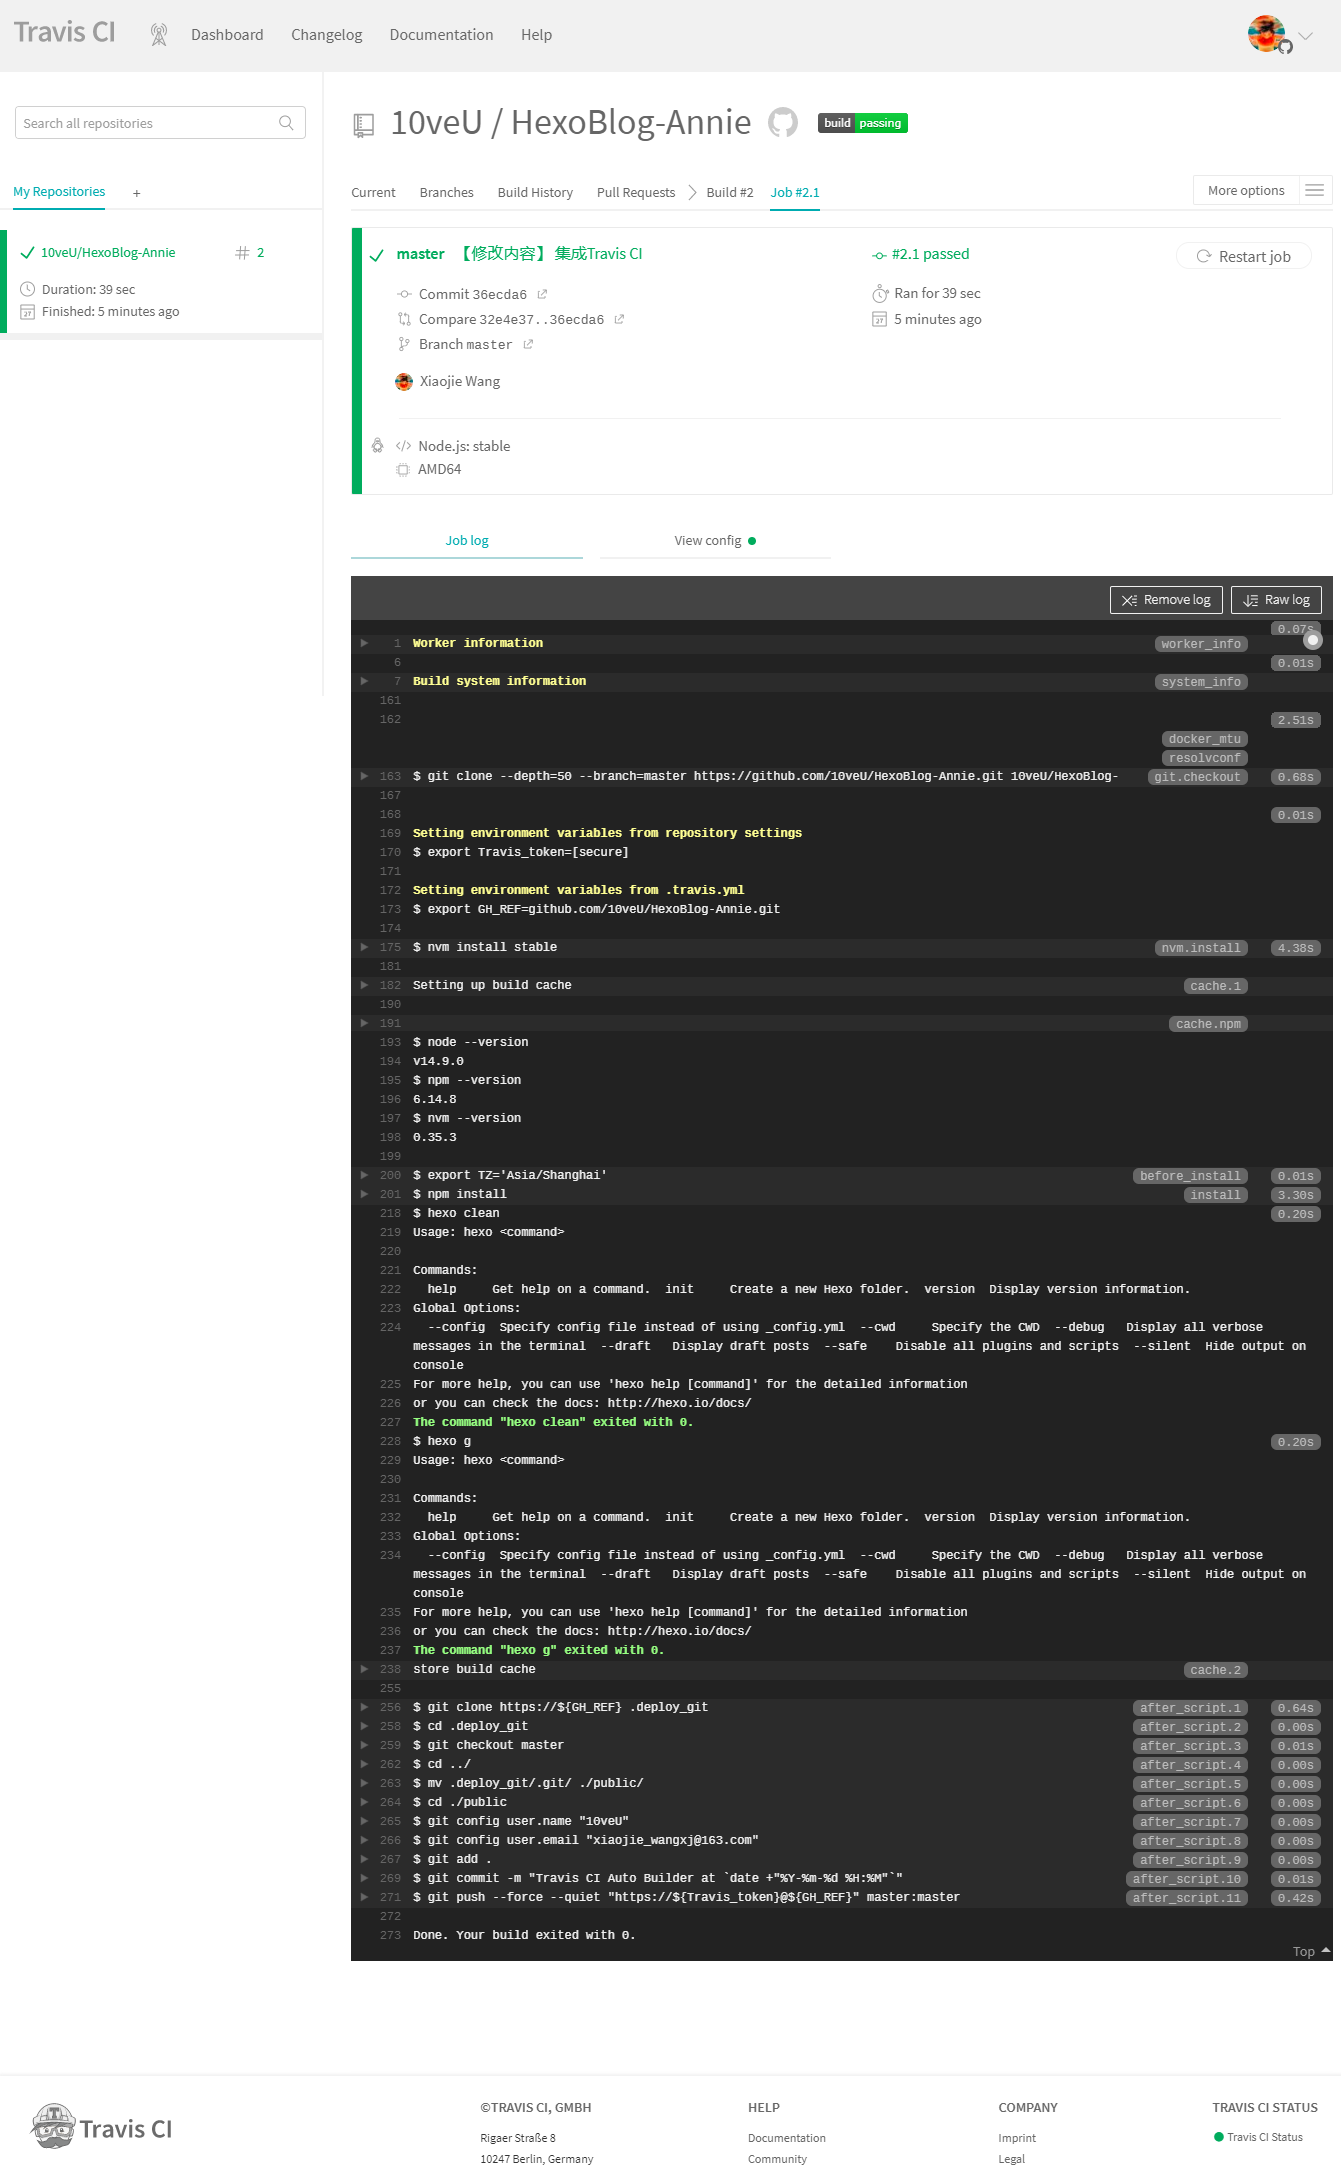 Travis CI
Dashboard Changelog Documentation Help
Search all repositories
My Repositories +
10veU/HexoBlog-Annie # 2
Duration: 39 sec
Finished: 5 minutes ago
10veU / HexoBlog-Annie build passing
Current Branches Build History Pull Requests Build #2 Job #2.1 More options
master 【修改内容】 集成Travis CI
Commit 36ecda6
Compare 32e4e37..36ecda6
Branch master
Xiaojie Wang
#2.1 passed
Ran for 39 sec
5 minutes ago
Restart job
Node.js: stable
AMD64
Job log View config
Remove log Raw log
0.07s
1 Worker information worker_info
6 0.01s
7 Build system information system_info
161
162 2.51s
docker_mtu
resolvconf
163 $ git clone --depth=50 --branch=master https://github.com/10veU/HexoBlog-Annie.git 10veU/HexoBlog- git.checkout 0.68s
167
168 0.01s
169 Setting environment variables from repository settings
170 $ export Travis_token=[secure]
171
172 Setting environment variables from .travis.yml
173 $ export GH_REF=github.com/10veU/HexoBlog-Annie.git
174
175 $ nvm install stable nvm.install 4.38s
181
182 Setting up build cache cache.1
190
191 cache.npm
193 $ node --version
194 v14.9.0
195 $ npm --version
196 6.14.8
197 $ nvm --version
198 0.35.3
199
200 $ export TZ='Asia/Shanghai' before_install 0.01s
201 $ npm install install 3.30s
218 $ hexo clean 0.20s
219 Usage: hexo <command>
220
221 Commands:
222 help Get help on a command. init Create a new Hexo folder. version Display version information.
223 Global Options:
224 --config Specify config file instead of using _config.yml --cwd Specify the CWD --debug Display all verbose
messages in the terminal --draft Display draft posts --safe Disable all plugins and scripts --silent Hide output on
console
225 For more help, you can use 'hexo help [command]' for the detailed information
226 or you can check the docs: http://hexo.io/docs/
227 The command "hexo clean" exited with 0.
228 $ hexo g 0.20s
229 Usage: hexo <command>
230
231 Commands:
232 help Get help on a command. init Create a new Hexo folder. version Display version information.
233 Global Options:
234 --config Specify config file instead of using _config.yml --cwd Specify the CWD --debug Display all verbose
messages in the terminal --draft Display draft posts --safe Disable all plugins and scripts --silent Hide output on
console
235 For more help, you can use 'hexo help [command]' for the detailed information
236 or you can check the docs: http://hexo.io/docs/
237 The command "hexo g" exited with 0.
238 store build cache cache.2
255
256 $ git clone https://${GH_REF} .deploy_git after_script.1 0.64s
258 $ cd .deploy_git after_script.2 0.00s
259 $ git checkout master after_script.3 0.01s
262 $ cd ../ after_script.4 0.00s
263 $ mv .deploy_git/.git/ ./public/ after_script.5 0.00s
264 $ cd ./public after_script.6 0.00s
265 $ git config user.name "10veU" after_script.7 0.00s
266 $ git config user.email "xiaojie_wangxj@163.com" after_script.8 0.00s
267 $ git add . after_script.9 0.00s
269 $ git commit -m "Travis CI Auto Builder at `date +"%Y-%m-%d %H:%M"`" after_script.10 0.01s
271 $ git push --force --quiet "https://${Travis_token}@${GH_REF}" master:master after_script.11 0.42s
272
273 Done. Your build exited with 0.
Top
Travis CI
©TRAVIS CI, GMBH
Rigaer Straße 8
10247 Berlin, Germany
HELP
Documentation
Community
COMPANY
Imprint
Legal
TRAVIS CI STATUS
Travis CI Status